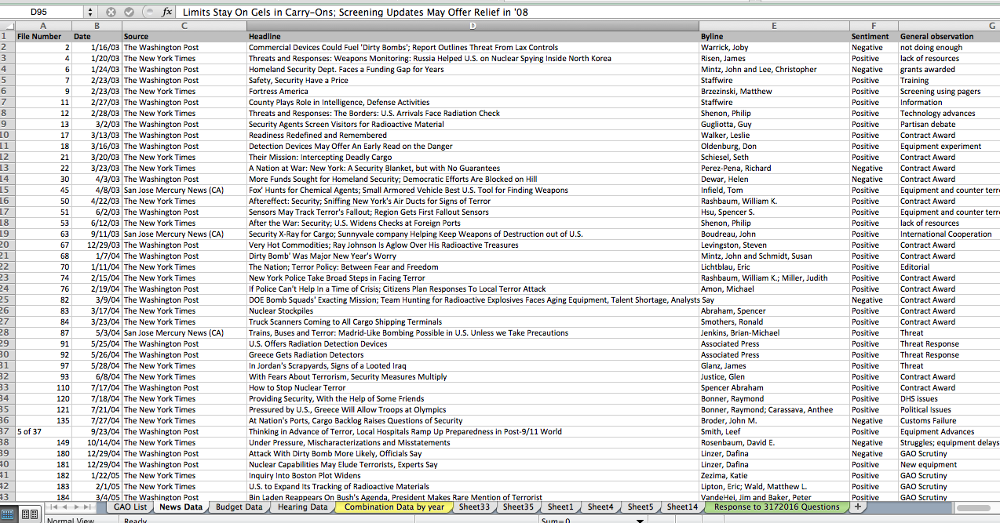 D95 fx Limits Stay On Gels in Carry-Ons; Screening Updates May Offer Relief in '08
A B C D E F G
1 File Number Date Source Headline Byline Sentiment General observation
2 2 1/16/03 The Washington Post Commercial Devices Could Fuel 'Dirty Bombs'; Report Outlines Threat From Lax Controls Warrick, Joby Negative not doing enough
3 4 1/20/03 The New York Times Threats and Responses: Weapons Monitoring: Russia Helped U.S. on Nuclear Spying Inside North Korea Risen, James Positive lack of resources
4 6 1/24/03 The Washington Post Homeland Security Dept. Faces a Funding Gap for Years Mintz, John and Lee, Christopher Negative grants awarded
5 7 2/23/03 The Washington Post Safety, Security Have a Price Staffwire Positive Training
6 9 2/23/03 The New York Times Fortress America Brzezinski, Matthew Positive Screening using pagers
7 11 2/27/03 The Washington Post County Plays Role in Intelligence, Defense Activities Staffwire Positive Information
8 12 2/28/03 The New York Times Threats and Responses: The Borders: U.S. Arrivals Face Radiation Check Shenon, Philip Positive Technology advances
9 13 3/2/03 The Washington Post Security Agents Screen Visitors for Radioactive Material Gugliotta, Guy Positive Partisan debate
10 17 3/13/03 The Washington Post Readiness Redefined and Remembered Walker, Leslie Positive Contract Award
11 18 3/16/03 The Washington Post Detection Devices May Offer An Early Read on the Danger Oldenburg, Don Positive Equipment experiment
12 21 3/20/03 The New York Times Their Mission: Intercepting Deadly Cargo Schiesel, Seth Positive Contract Award
13 22 3/23/03 The New York Times A Nation at War: New York: A Security Blanket, but with No Guarantees Perez-Pena, Richard Negative Contract Award
14 30 4/3/03 The Washington Post More Funds Sought for Homeland Security; Democratic Efforts Are Blocked on Hill Dewar, Helen Negative Contract Award
15 45 4/8/03 San Jose Mercury News (CA) Fox' Hunts for Chemical Agents; Small Armored Vehicle Best U.S. Tool for Finding Weapons Infield, Tom Positive Equipment and counter terr
16 50 4/22/03 The New York Times Aftereffect: Security; Sniffing New York's Air Ducts for Signs of Terror Rashbaum, William K. Positive Contract Award
17 51 6/2/03 The Washington Post Sensors May Track Terror's Fallout; Region Gets First Fallout Sensors Hsu, Spencer S. Positive Equipment and counter terr
18 53 6/12/03 The New York Times After the War: Security; U.S. Widens Checks at Foreign Ports Shenon, Philip Positive lack of resources
19 63 9/11/03 San Jose Mercury News (CA) Security X-Ray for Cargo; Sunnyvale company Helping Keep Weapons of Destruction out of U.S. Boudreau, John Positive International Cooperation
20 67 12/29/03 The Washington Post Very Hot Commodities; Ray Johnson Is Aglow Over His Radioactive Treasures Levingston, Steven Positive Contract Award
21 68 1/7/04 The Washington Post Dirty Bomb' Was Major New Year's Worry Mintz, John and Schmidt, Susan Positive Contract Award
22 70 1/11/04 The New York Times The Nation; Terror Policy: Between Fear and Freedom Lichtblau, Eric Positive Editorial
23 74 2/15/04 The New York Times New York Police Take Broad Steps in Facing Terror Rashbaum, William K.; Miller, Judith Positive Contract Award
24 76 2/19/04 The Washington Post If Police Can't Help In a Time of Crisis; Citizens Plan Responses To Local Terror Attack Amon, Michael Positive Contract Award
25 82 3/9/04 The Washington Post DOE Bomb Squads' Exacting Mission; Team Hunting for Radioactive Explosives Faces Aging Equipment, Talent Shortage, Analysts Say Negative Contract Award
26 83 3/17/04 The New York Times Nuclear Stockpiles Abraham, Spencer Positive Contract Award
27 84 3/23/04 The New York Times Truck Scanners Coming to All Cargo Shipping Terminals Smothers, Ronald Positive Contract Award
28 87 5/3/04 San Jose Mercury News (CA) Trains, Buses and Terror: Madrid-Like Bombing Possible in U.S. Unless we Take Precautions Jenkins, Brian-Michael Positive Threat
29 91 5/25/04 The Washington Post U.S. Offers Radiation Detection Devices Associated Press Positive Threat Response
30 92 5/26/04 The Washington Post Greece Gets Radiation Detectors Associated Press Positive Threat Response
31 97 5/28/04 The New York Times In Jordan's Scrapyards, Signs of a Looted Iraq Glanz, James Positive Threat
32 93 6/8/04 The New York Times With Fears About Terrorism, Security Measures Multiply Justice, Glen Positive Contract Award
33 110 7/17/04 The Washington Post How to Stop Nuclear Terror Spencer Abraham Positive Contract Award
34 120 7/18/04 The New York Times Providing Security, With the Help of Some Friends Bonner, Raymond Positive DHS issues
35 121 7/21/04 The New York Times Pressured by U.S., Greece Will Allow Troops at Olympics Bonner, Raymond; Carassava, Anthee Positive Political Issues
36 135 7/27/04 The New York Times At Nation's Ports, Cargo Backlog Raises Questions of Security Broder, John M. Negative Customs Failure
37 5 of 37 9/23/04 The Washington Post Thinking in Advance of Terror, Local Hospitals Ramp Up Preparedness in Post-9/11 World Smith, Leef Positive Equipment Advances
38 149 10/14/04 The New York Times Under Pressure, Mischaracterizations and Misstatements Rosenbaum, David E. Negative Struggles; equipment delays
39 180 12/29/04 The Washington Post Attack With Dirty Bomb More Likely, Officials Say Linzer, Dafina Negative GAO Scrutiny
40 181 12/29/04 The Washington Post Nuclear Capabilities May Elude Terrorists, Experts Say Linzer, Dafina Positive New equipment
41 182 1/22/05 The New York Times Inquiry Into Boston Plot Widens Zezima, Katie Positive GAO Scrutiny
42 183 2/1/05 The New York Times U.S. to Expand Its Tracking of Radioactive Materials Lipton, Eric; Wald, Matthew L. Positive GAO Scrutiny
43 184 3/4/05 The Washington Post Bin Laden Reappears On Bush's Agenda, President Makes Rare Mention of Terrorist VandeHei, Jim and Baker, Peter Positive GAO Scrutiny
GAO List News Data Budget Data Hearing Data Combination Data by year Sheet33 Sheet35 Sheet1 Sheet4 Sheet5 Sheet14 Response to 3172016 Questions +
Normal View Ready Sum=0